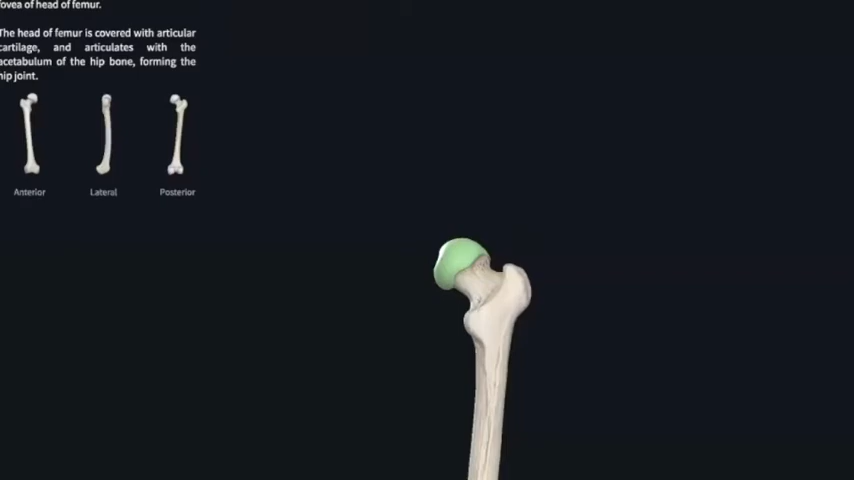 fovea of head of femur.
The head of femur is covered with articular
cartilage, and articulates with the
acetabulum of the hip bone, forming the
hip joint.
Anterior Lateral Posterior